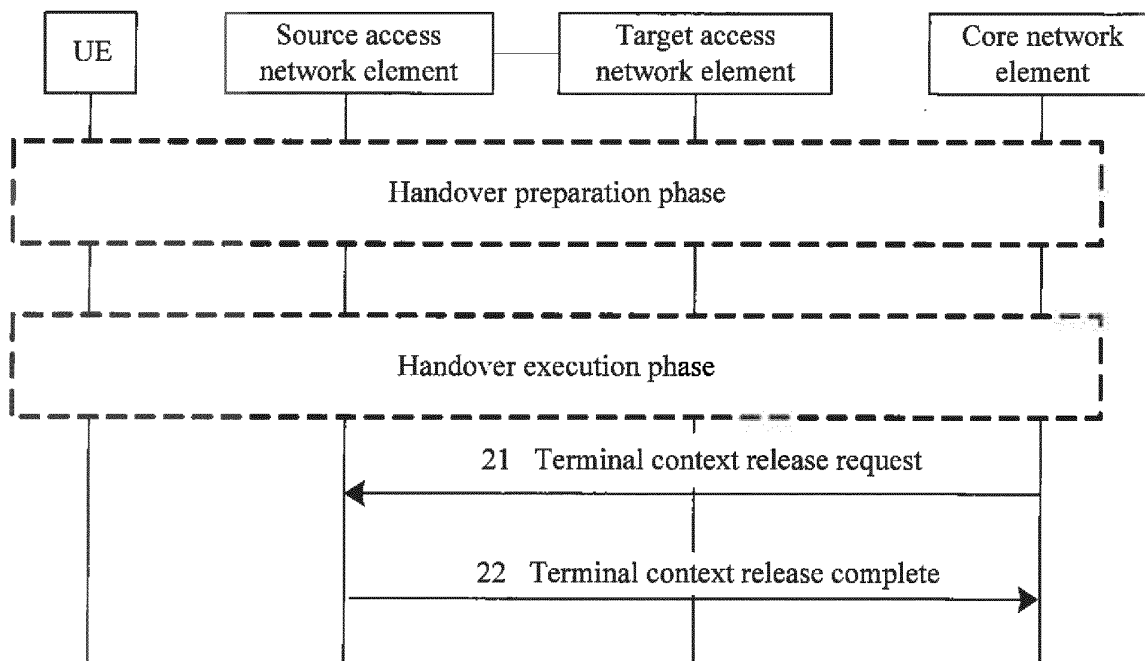 UE
Source access
network element
Target access
network element
Core network
element
Handover preparation phase
Handover execution phase
21 Terminal context release request
22 Terminal context release complete